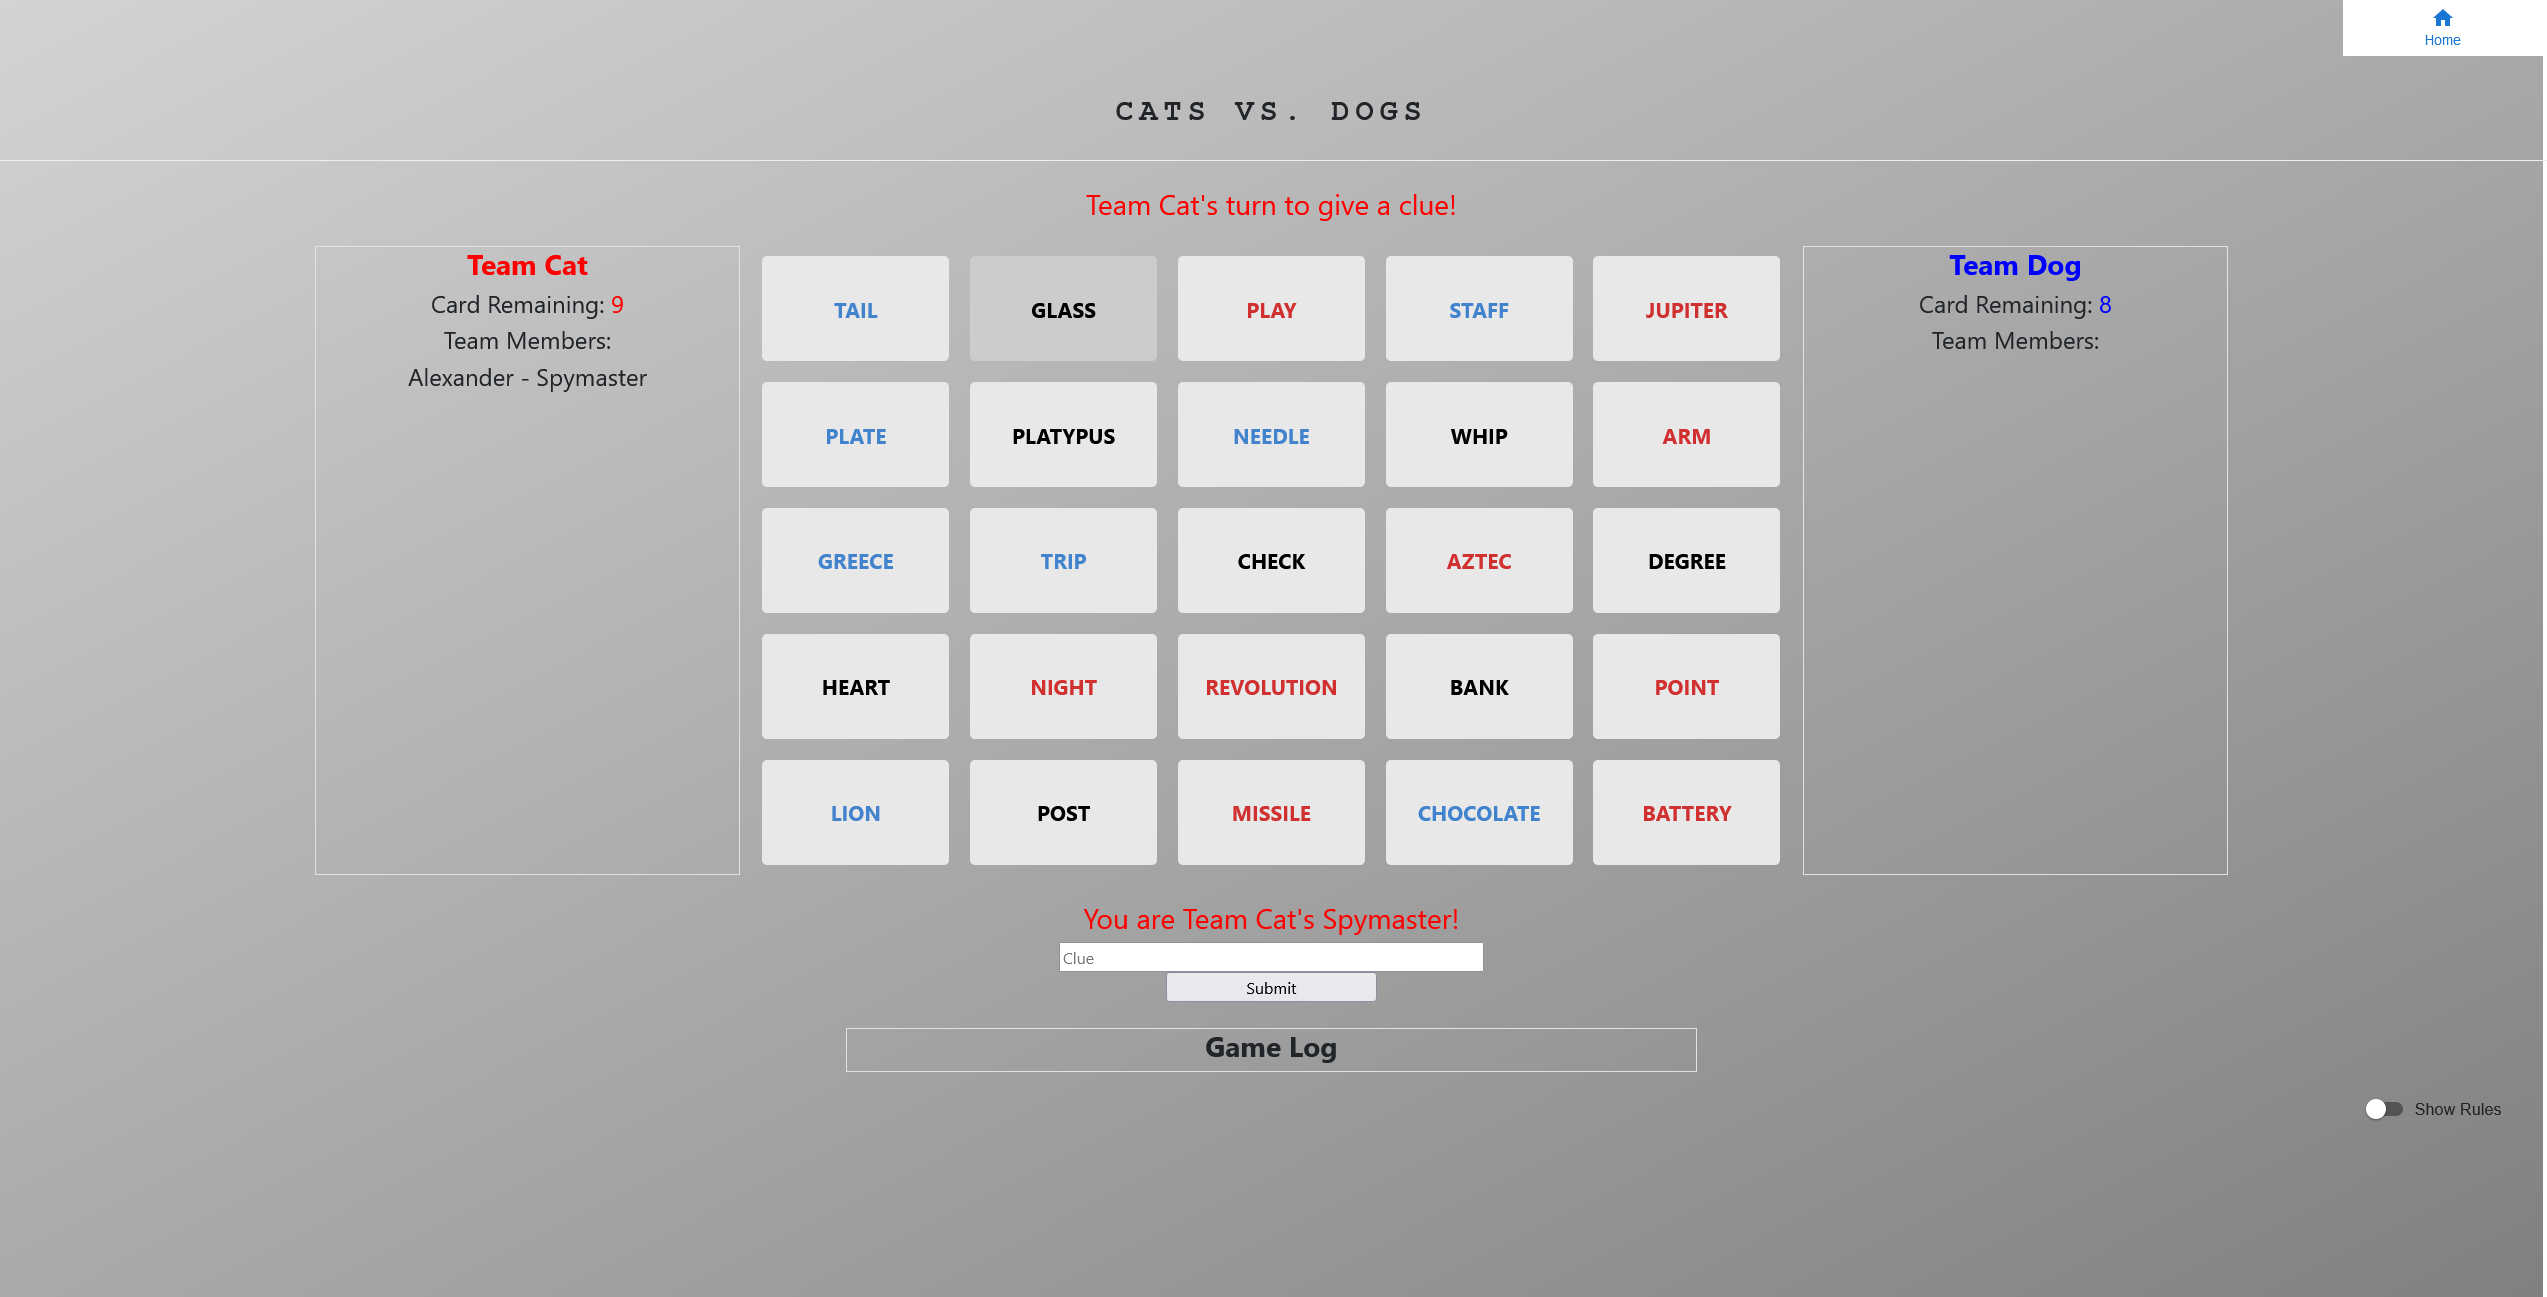 Home
CATS VS. DOGS
Team Cat's turn to give a clue!
Team Cat
Card Remaining: 9
Team Members:
Alexander - Spymaster
TAIL GLASS PLAY STAFF JUPITER
PLATE PLATYPUS NEEDLE WHIP ARM
GREECE TRIP CHECK AZTEC DEGREE
HEART NIGHT REVOLUTION BANK POINT
LION POST MISSILE CHOCOLATE BATTERY
Team Dog
Card Remaining: 8
Team Members:
You are Team Cat's Spymaster!
Clue
Submit
Game Log
Show Rules